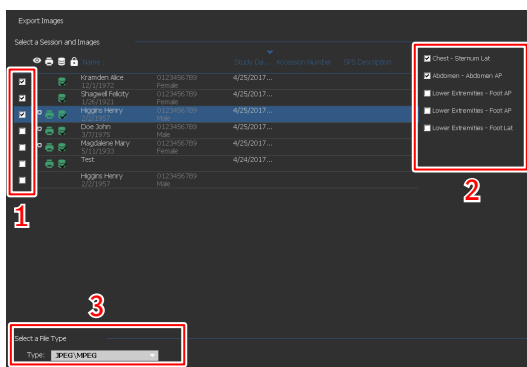 Export Images
Select a Session and Images
Name Study Da... Accession Number SPS Description
Kramden Alice 0123456789 4/25/2017...
12/1/1972 Female
Shagwell Felicity 0123456789 4/25/2017...
1/26/1921 Female
Higgins Henry 0123456789 4/25/2017...
2/2/1957 Male
Doe John 0123456789 4/25/2017...
3/7/1975 Male
Magdalene Mary 0123456789 4/25/2017...
5/11/1933 Female
Test 4/24/2017...
Higgins Henry 0123456789
2/2/1957 Male
1
Chest - Sternum Lat
Abdomen - Abdomen AP
Lower Extremities - Foot AP
Lower Extremities - Foot AP
Lower Extremities - Foot Lat
2
3
Select a File Type
Type: JPEG\MPEG